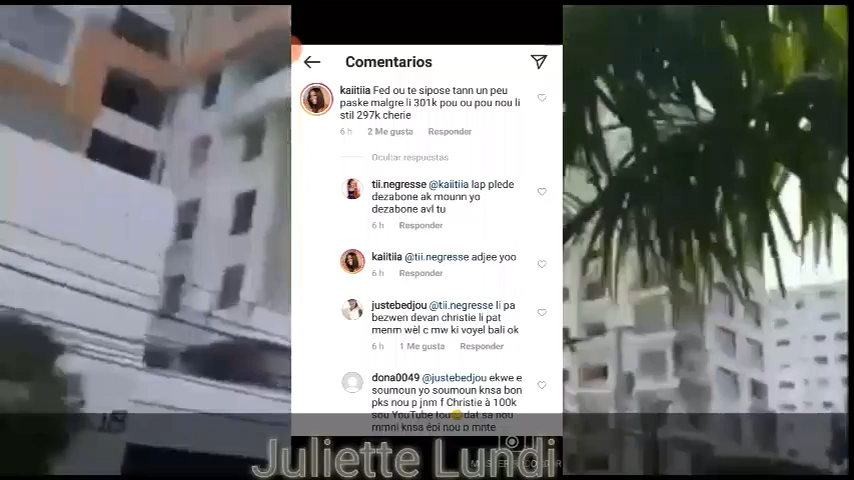 Comentarios
kaiitiia Fed ou te sipose tann un peu
paske malgre li 301k pou ou pou nou li
stil 297k cherie
6 h 2 Me gusta Responder
Ocultar respuestas
tii.negresse @kaiitiia lap plede
dezabone ak mounn yo
dezabone avl tu
6 h Responder
kaiitiia @tii.negresse adjee yoo
6 h Responder
justebedjou @tii.negresse li pa
bezwen devan christie li pat
menm wèl c mw ki voyel bali ok
6 h 1 Me gusta Responder
dona0049 @justebedjou ekwe e
soumoun yo soumoun knsa bon
pks nou p jnm f Christie à 100k
sou YouTube tou dat sa nou
mmni knsa épi nou p mnte
Juliette Lundi